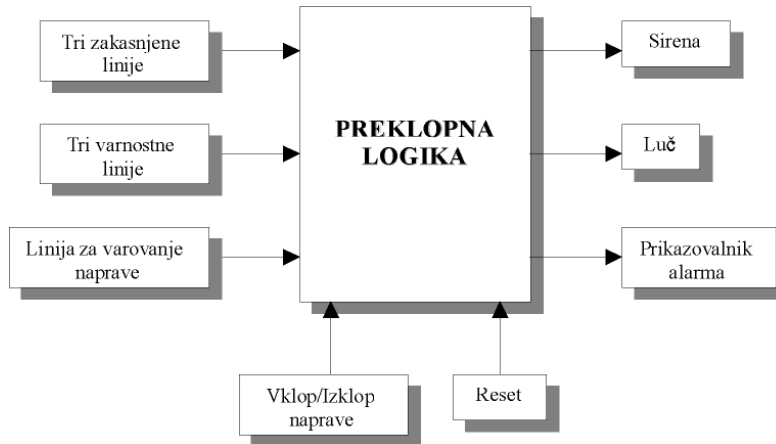 Tri zakasnjene
linije
Tri varnostne
linije
Linija za varovanje
naprave
PREKLOPNA
LOGIKA
Sirena
Luč
Prikazovalnik
alarma
Vklop/Izklop
naprave
Reset